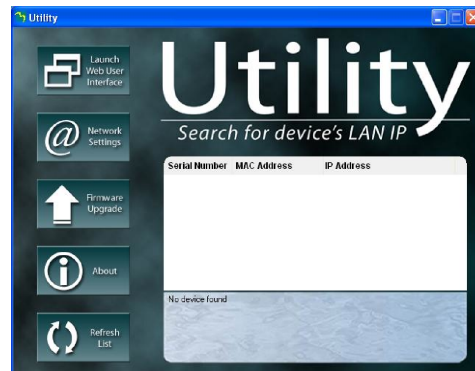 Utility
Launch
Web User
Interface
Network
Settings
Firmware
Upgrade
About
Refresh
List
Utility
Search for device's LAN IP
Serial Number MAC Address IP Address
No device found